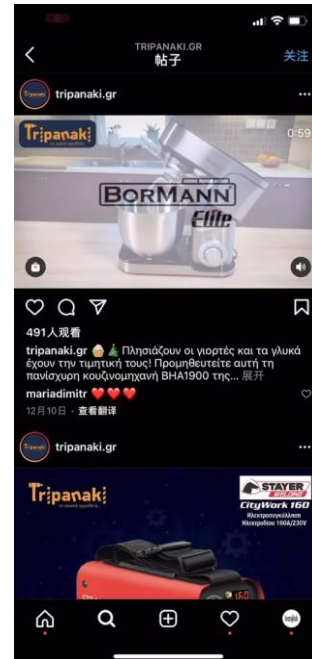 TRIPANAKI.GR
帖子
关注
tripanaki.gr
Tripanaki
0:59
BORMANN
Elite
491人观看
tripanaki.gr 🧁🎄 Πλησιάζουν οι γιορτές και τα γλυκά
έχουν την τιμητική τους! Προμηθευτείτε αυτή τη
πανίσχυρη κουζινομηχανή BHA1900 της... 展开
mariadimitr ❤️❤️❤️
12月10日 · 查看翻译
tripanaki.gr
Tripanaki
STAYER
WELDING
CityWork 160
Ηλεκτροσυγκόλληση
Ηλεκτροδίου 160A/230V
160